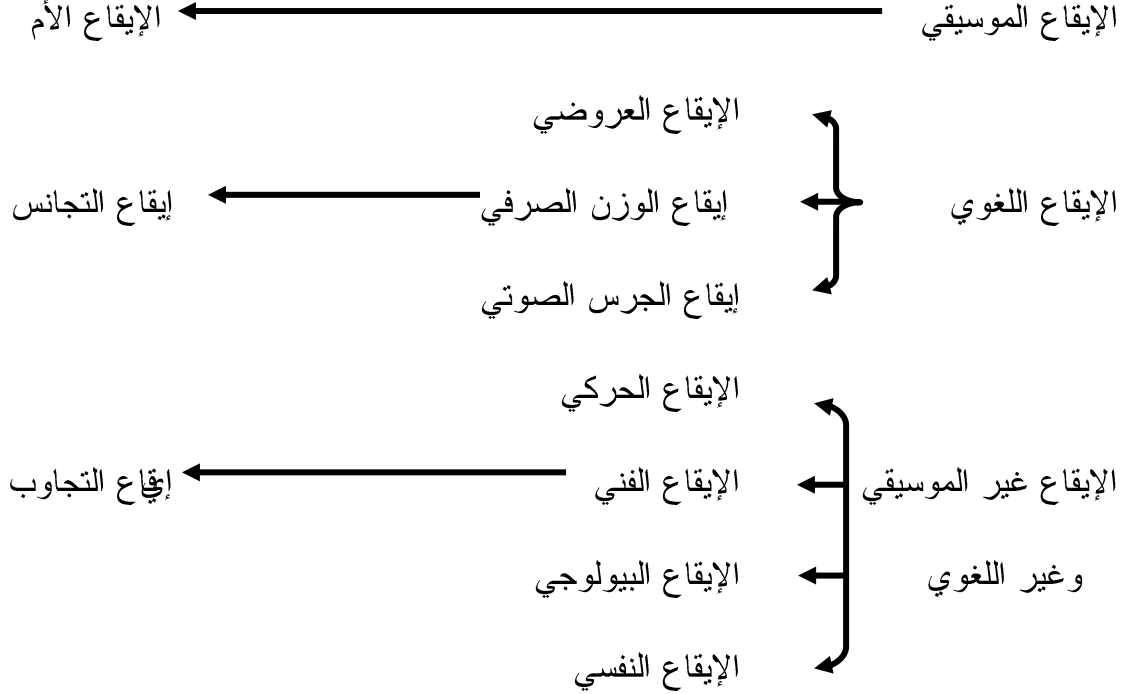 الإيقاع الموسيقي الإيقاع الأم
الإيقاع العروضي
الإيقاع اللغوي إيقاع الوزن الصرفي إيقاع التجانس
إيقاع الجرس الصوتي
الإيقاع الحركي
الإيقاع غير الموسيقي الإيقاع الفني إيقاع التجاوب
وغير اللغوي الإيقاع البيولوجي
الإيقاع النفسي